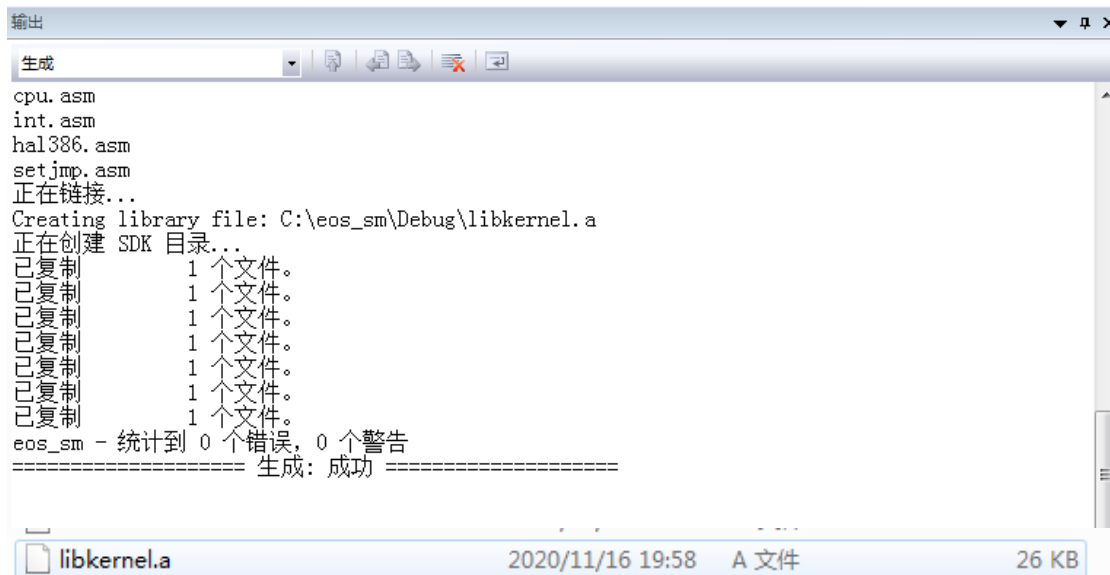 输出
生成
cpu.asm
int.asm
hal386.asm
setjmp.asm
正在链接...
Creating library file: C:\eos_sm\Debug\libkernel.a
正在创建 SDK 目录...
已复制         1 个文件。
已复制         1 个文件。
已复制         1 个文件。
已复制         1 个文件。
已复制         1 个文件。
已复制         1 个文件。
已复制         1 个文件。
eos_sm - 统计到 0 个错误，0 个警告
==================== 生成: 成功 ====================
libkernel.a 2020/11/16 19:58 A 文件 26 KB